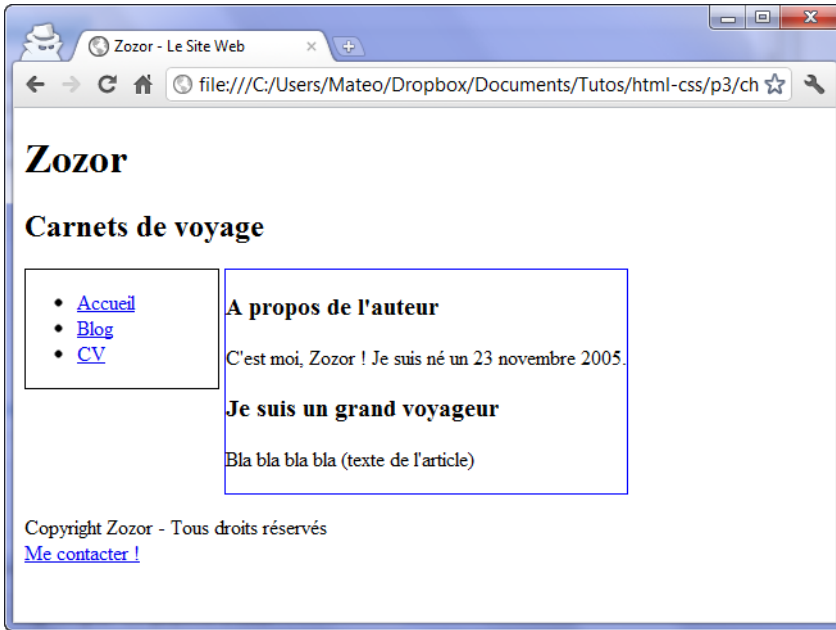 Zozor - Le Site Web
file:///C:/Users/Mateo/Dropbox/Documents/Tutos/html-css/p3/ch
Zozor
Carnets de voyage
Accueil
Blog
CV
A propos de l'auteur
C'est moi, Zozor ! Je suis né un 23 novembre 2005.
Je suis un grand voyageur
Bla bla bla bla (texte de l'article)
Copyright Zozor - Tous droits réservés
Me contacter !